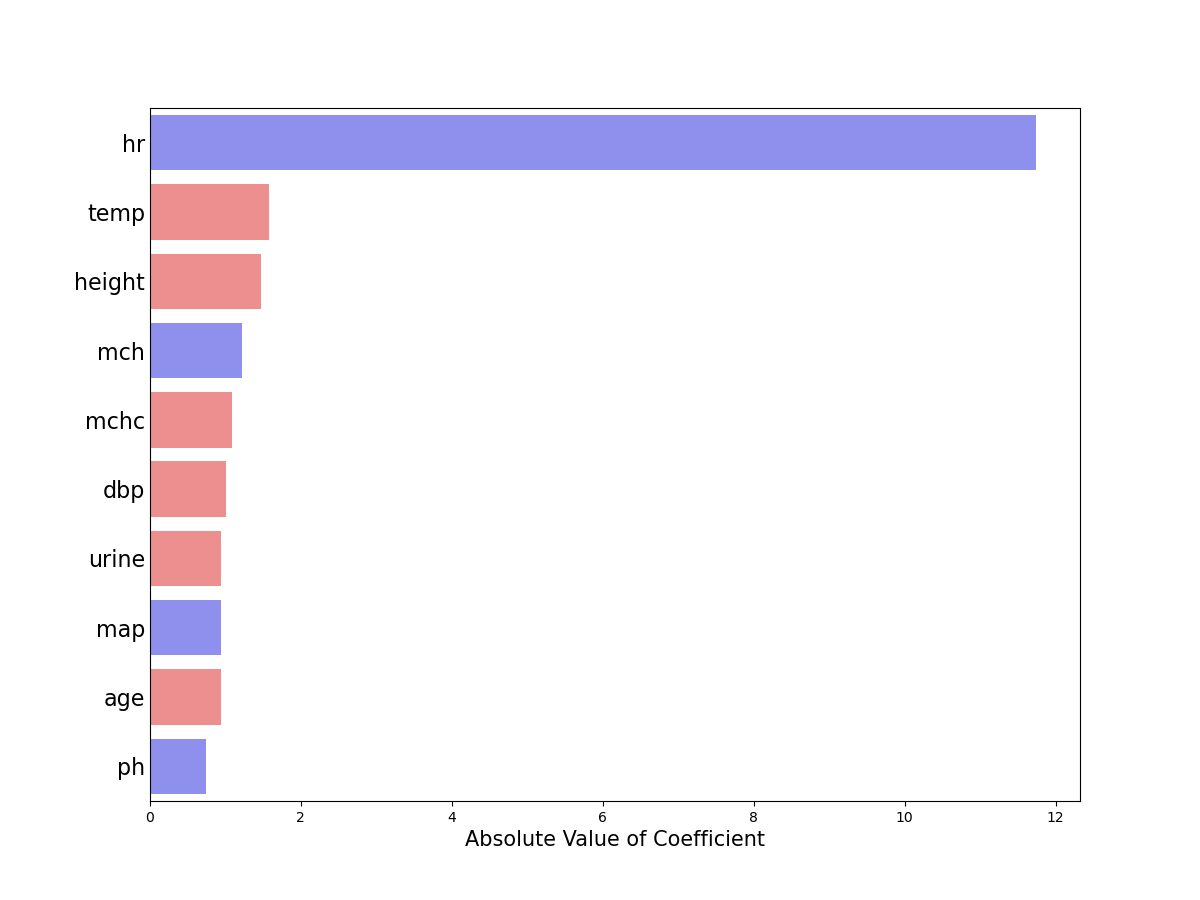 hr
temp
height
mch
mchc
dbp
urine
map
age
ph
0 2 4 6 8 10 12
Absolute Value of Coefficient